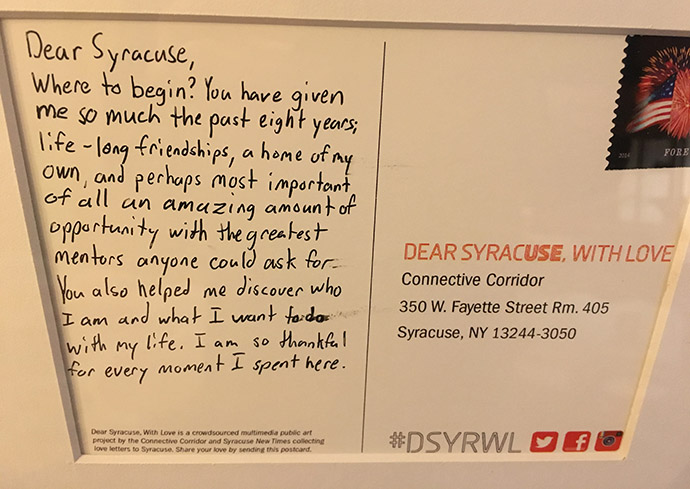 Dear Syracuse,
Where to begin? You have given
me so much the past eight years;
life-long friendships, a home of my
own, and perhaps most important
of all an amazing amount of
opportunity with the greatest
mentors anyone could ask for.
You also helped me discover who
I am and what I want to do
with my life. I am so thankful
for every moment I spent here.
Dear Syracuse, With Love is a crowdsourced multimedia public art
project by the Connective Corridor and Syracuse New Times collecting
love letters to Syracuse. Share your love by sending this postcard.
2014 FORE
DEAR SYRACUSE, WITH LOVE
Connective Corridor
350 W. Fayette Street Rm. 405
Syracuse, NY 13244-3050
#DSYRWL